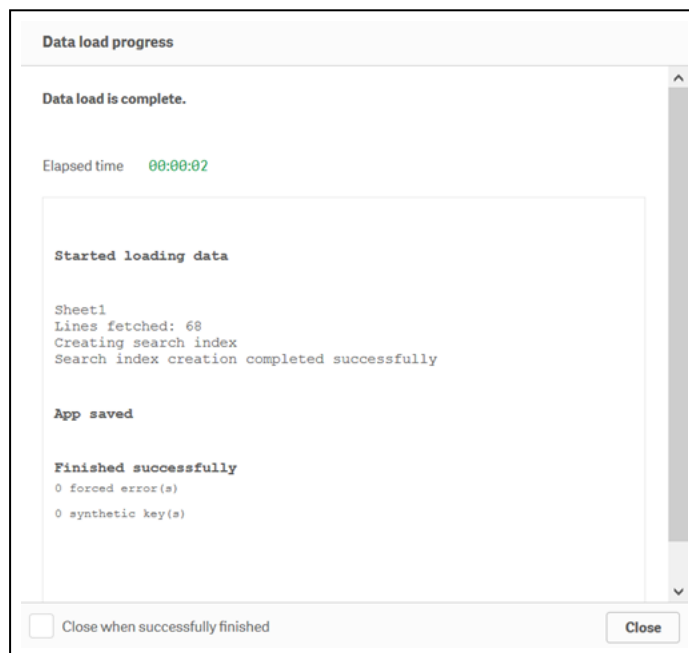 Data load progress
Data load is complete.
Elapsed time 00:00:02
Started loading data
Sheet1
Lines fetched: 68
Creating search index
Search index creation completed successfully
App saved
Finished successfully
0 forced error(s)
0 synthetic key(s)
Close when successfully finished
Close